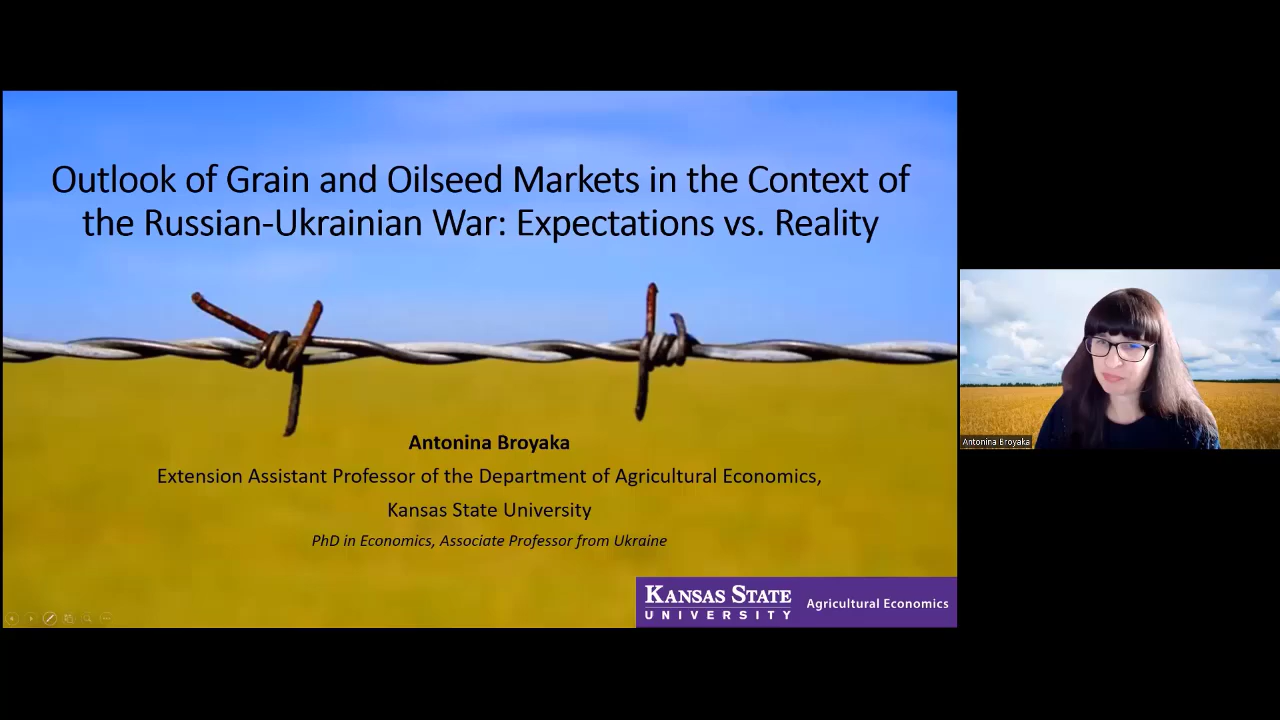 Outlook of Grain and Oilseed Markets in the Context of
the Russian-Ukrainian War: Expectations vs. Reality
Antonina Broyaka
Extension Assistant Professor of the Department of Agricultural Economics,
Kansas State University
PhD in Economics, Associate Professor from Ukraine
KANSAS STATE
UNIVERSITY
Agricultural Economics
Antonina Broyaka